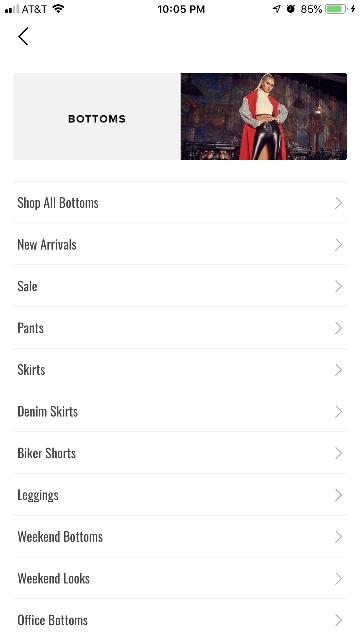 AT&T
10:05 PM
85%
BOTTOMS
Shop All Bottoms
New Arrivals
Sale
Pants
Skirts
Denim Skirts
Biker Shorts
Leggings
Weekend Bottoms
Weekend Looks
Office Bottoms